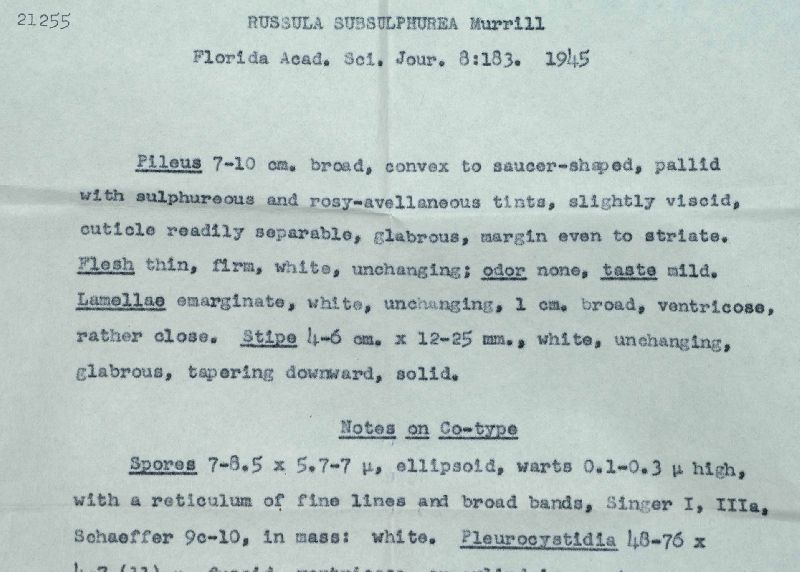 21255
RUSSULA SUBSULPHUREA Murrill
Florida Acad. Sci. Jour. 8:183. 1945
Pileus 7-10 cm. broad, convex to saucer-shaped, pallid
with sulphureous and rosy-avellaneous tints, slightly viscid,
cuticle readily separable, glabrous, margin even to striate.
Flesh thin, firm, white, unchanging; odor none, taste mild.
Lamellae emarginate, white, unchanging, 1 cm. broad, ventricose,
rather close. Stipe 4-6 cm. x 12-25 mm., white, unchanging,
glabrous, tapering downward, solid.
Notes on Co-type
Spores 7-8.5 x 5.7-7 µ, ellipsoid, warts 0.1-0.3 µ high,
with a reticulum of fine lines and broad bands, Singer I, IIIa,
Schaeffer 9c-10, in mass: white. Pleurocystidia 48-76 x